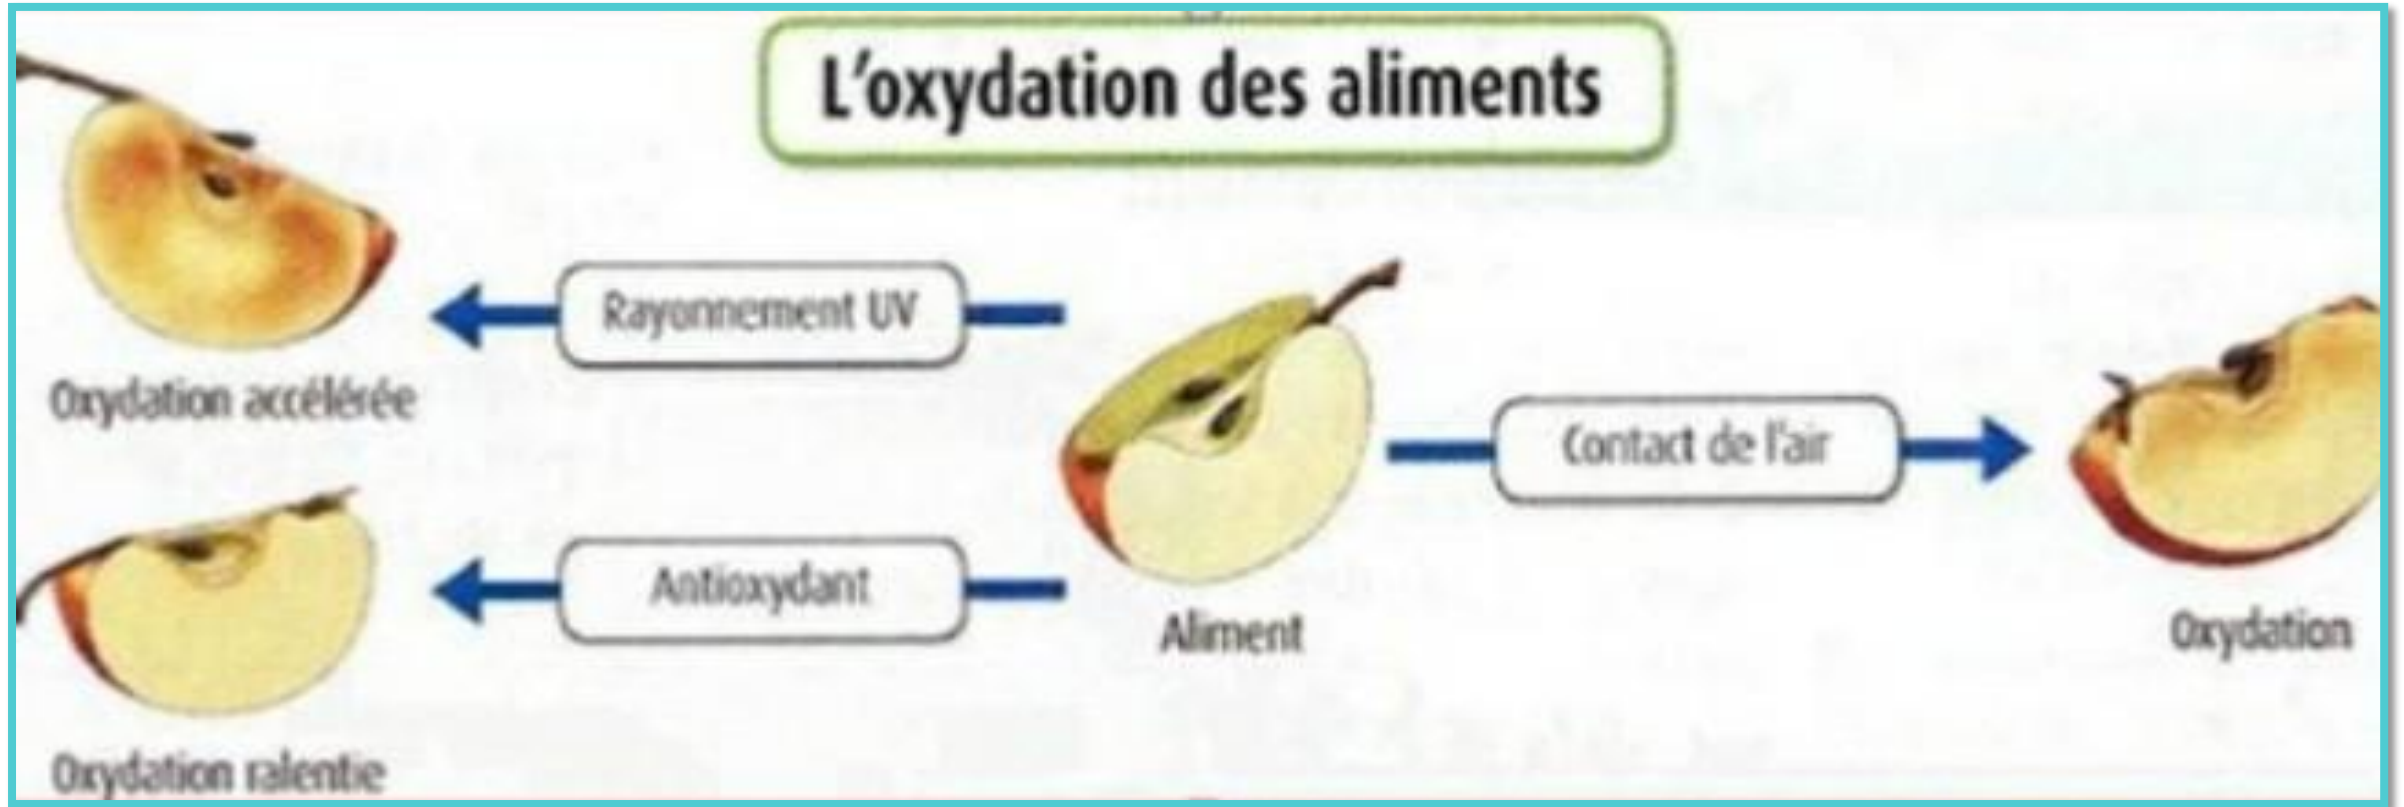 L'oxydation des aliments
Rayonnement UV
Oxydation accélérée
Contact de l'air
Antioxydant
Aliment
Oxydation
Oxydation ralentie